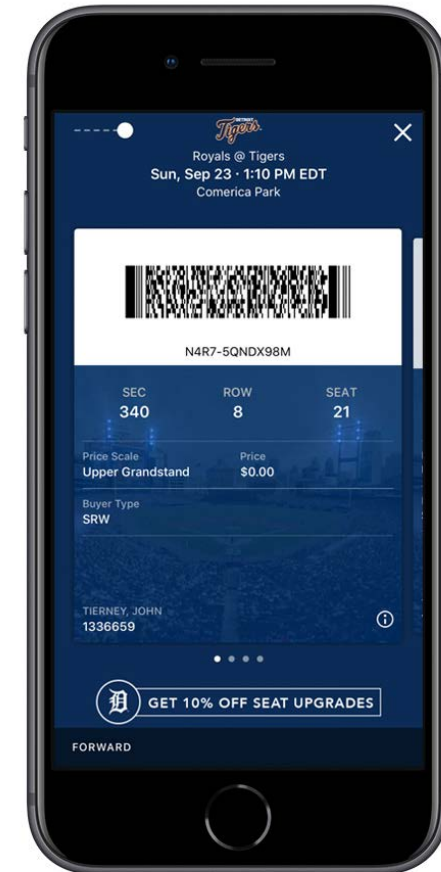 DETROIT
Tigers
Royals @ Tigers
Sun, Sep 23 · 1:10 PM EDT
Comerica Park
N4R7-5QNDX98M
SEC ROW SEAT
340 8 21
Price Scale Price
Upper Grandstand $0.00
Buyer Type
SRW
TIERNEY, JOHN
1336659
D GET 10% OFF SEAT UPGRADES
FORWARD